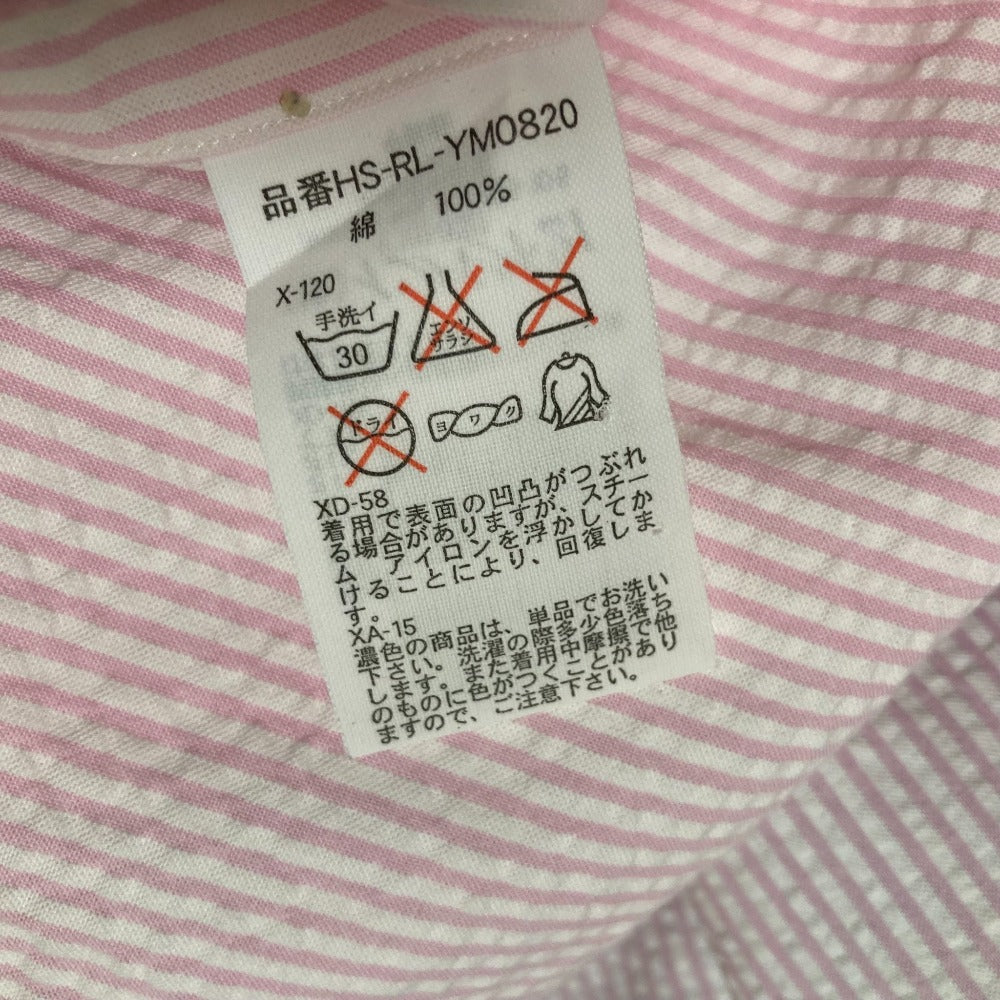 品番HS-RL-YM0820
綿 100%
X-120
手洗イ
30
エンソ
サラシ
ドライ
ヨワク
XD-58
着用で表面の凹凸がつぶれ
る場合がありますが、スチー
ムアイロンを浮かしてか
けることにより、回復しま
す。
XA-15
濃色の商品は、単品でお洗い
下さい。洗濯の際多少色落ち
します。また着用中摩擦で他
のものに色がつくことがあり
ますので、ご注意下さい。